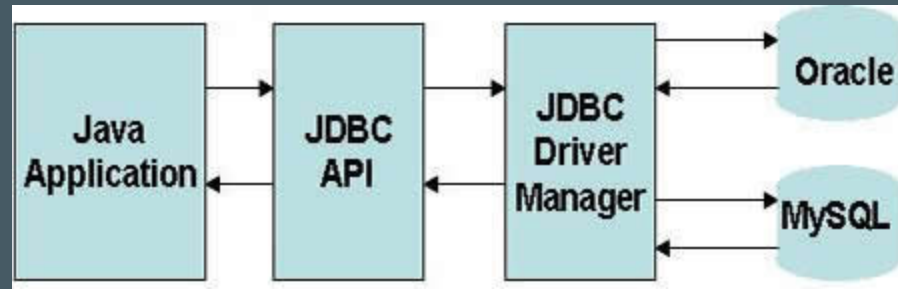 Java
Application
JDBC
API
JDBC
Driver
Manager
Oracle
MySQL